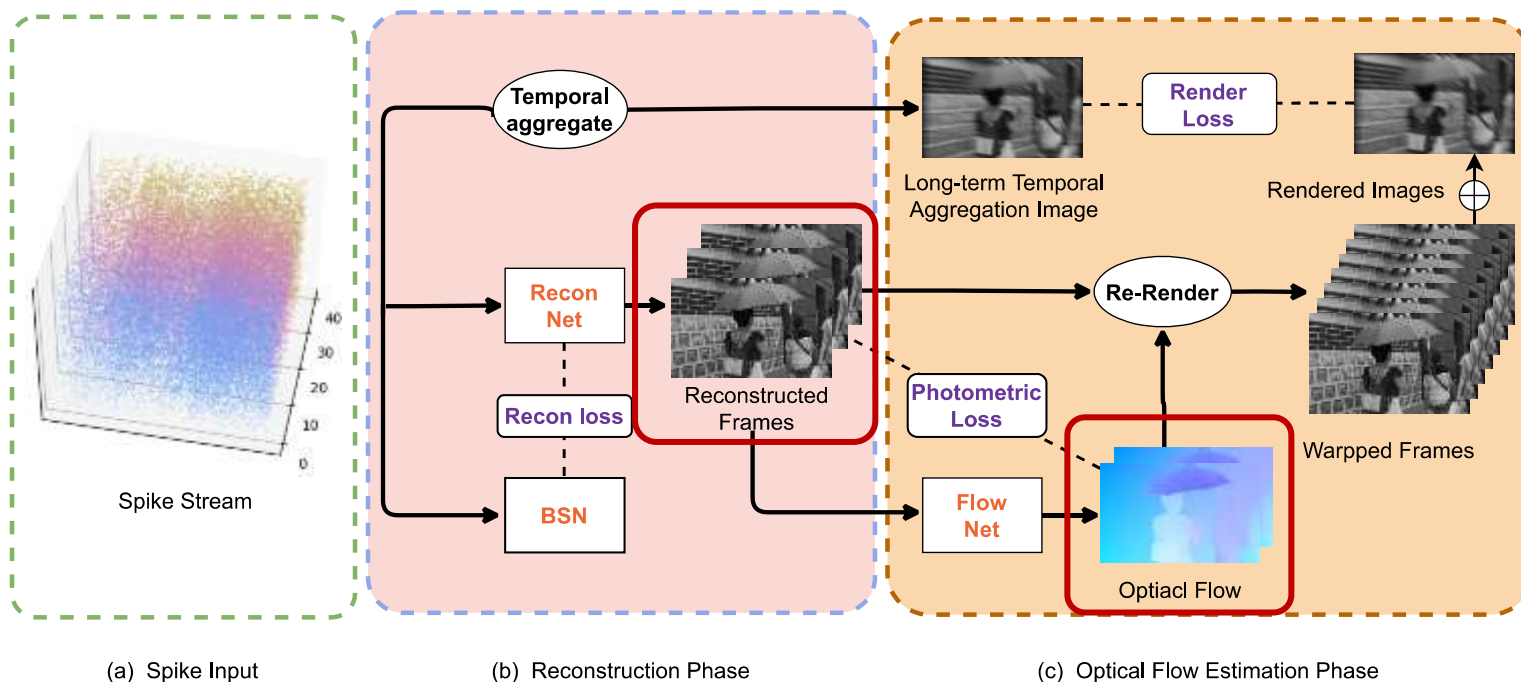 40
30
20
10
0
Spike Stream
(a) Spike Input
Temporal
aggregate
Recon
Net
Recon loss
BSN
Reconstructed
Frames
(b) Reconstruction Phase
Long-term Temporal
Aggregation Image
Render
Loss
Rendered Images
Re-Render
Photometric
Loss
Warpped Frames
Flow
Net
Optiacl Flow
(c) Optical Flow Estimation Phase